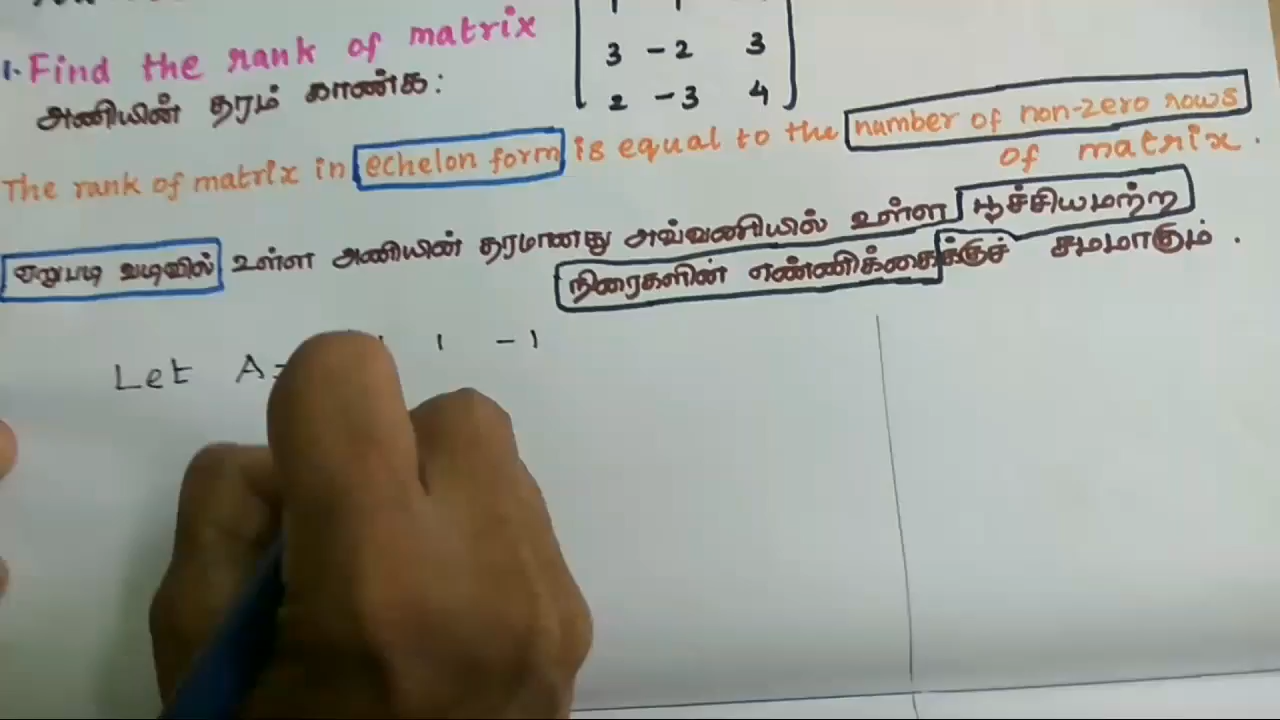 1. Find the rank of matrix
அணியின் தரம் காண்க:
3 -2 3
2 -3 4
The rank of matrix in echelon form is equal to the number of non-zero rows
of matrix.
ஏறுபடி வடிவில் உள்ள அணியின் தரமானது அவ்வணியில் உள்ள பூச்சியமற்ற
நிரைகளின் எண்ணிக்கைக்குச் சமமாகும்.
Let A= 1 -1